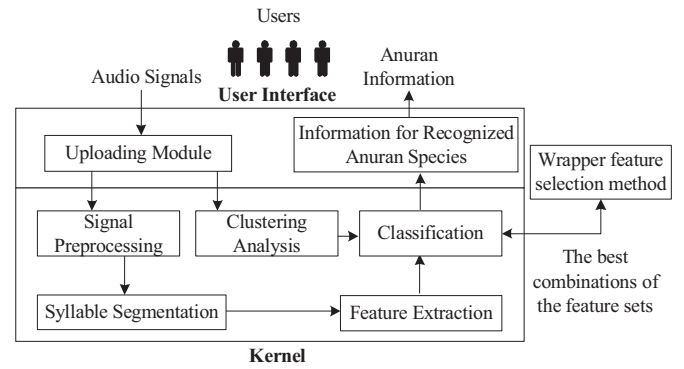 Users
Audio Signals
User Interface
Anuran
Information
Uploading Module
Information for Recognized
Anuran Species
Wrapper feature
selection method
Signal
Preprocessing
Clustering
Analysis
Classification
The best
combinations of
the feature sets
Syllable Segmentation
Feature Extraction
Kernel